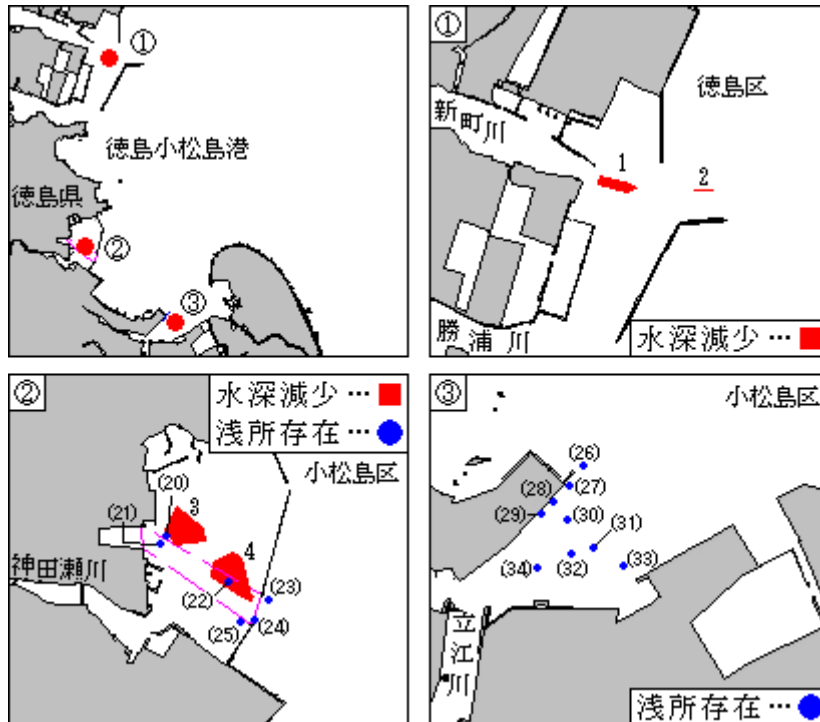 ①
徳島小松島港
徳島県
②
③
①
徳島区
新町川
1
2
勝浦川
水深減少…
②
水深減少…
浅所存在…
小松島区
(20)
(21)
3
4
神田瀬川
(22)
(23)
(24)
(25)
③
小松島区
(26)
(27)
(28)
(29)
(30)
(31)
(32)
(33)
(34)
立江川
浅所存在…